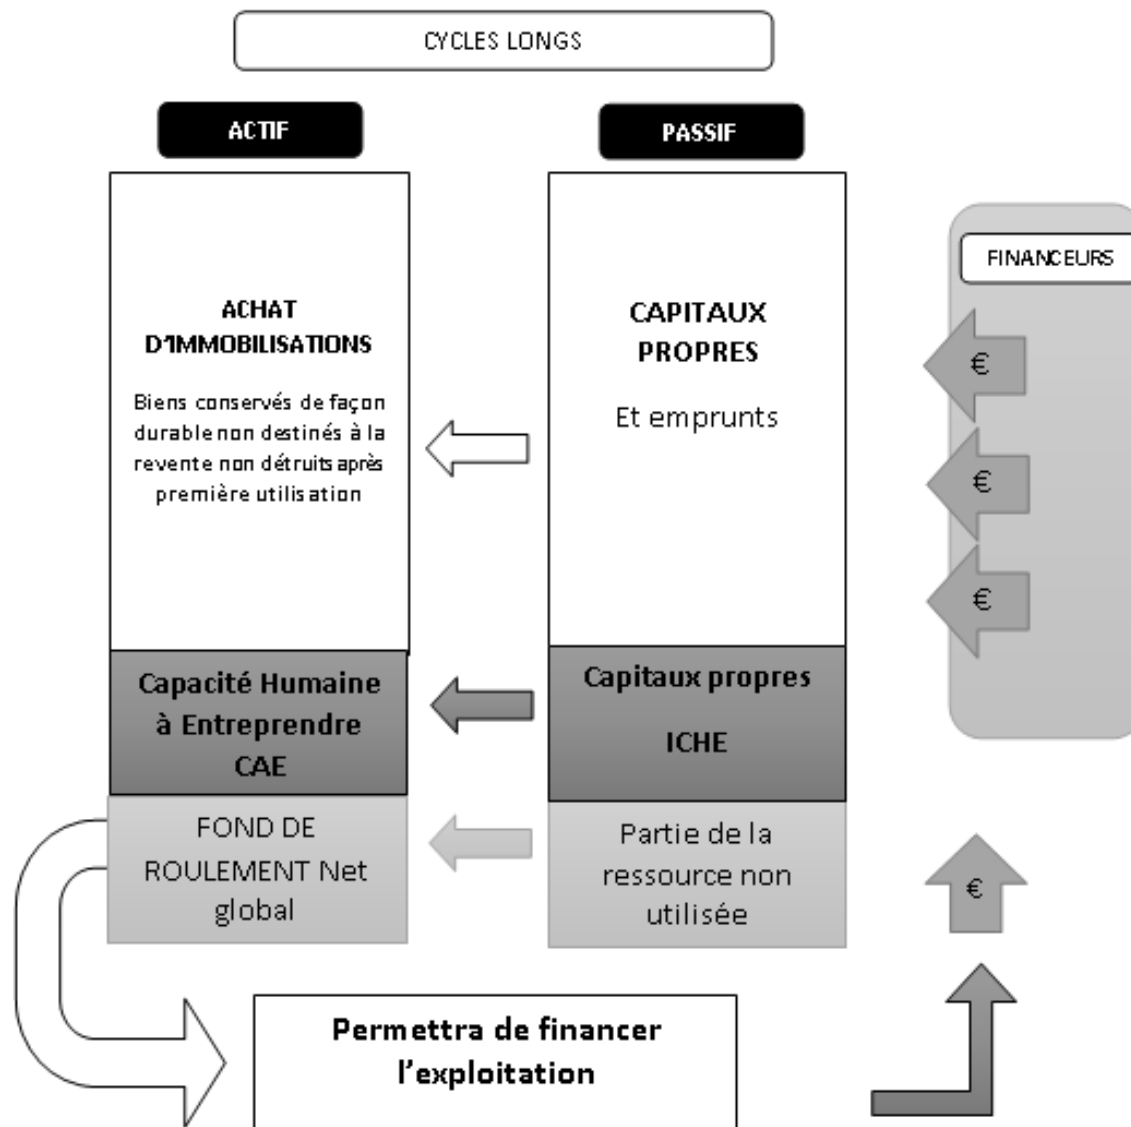 CYCLES LONGS
ACTIF
PASSIF
FINANCEURS
ACHAT
D'IMMOBILISATIONS
Biens conservés de façon
durable non destinés à la
revente non détruits après
première utilisation
CAPITAUX
PROPRES
Et emprunts
€
€
€
Capacité Humaine
à Entreprendre
CAE
Capitaux propres
ICHE
FOND DE
ROULEMENT Net
global
Partie de la
ressource non
utilisée
€
Permettra de financer
l'exploitation